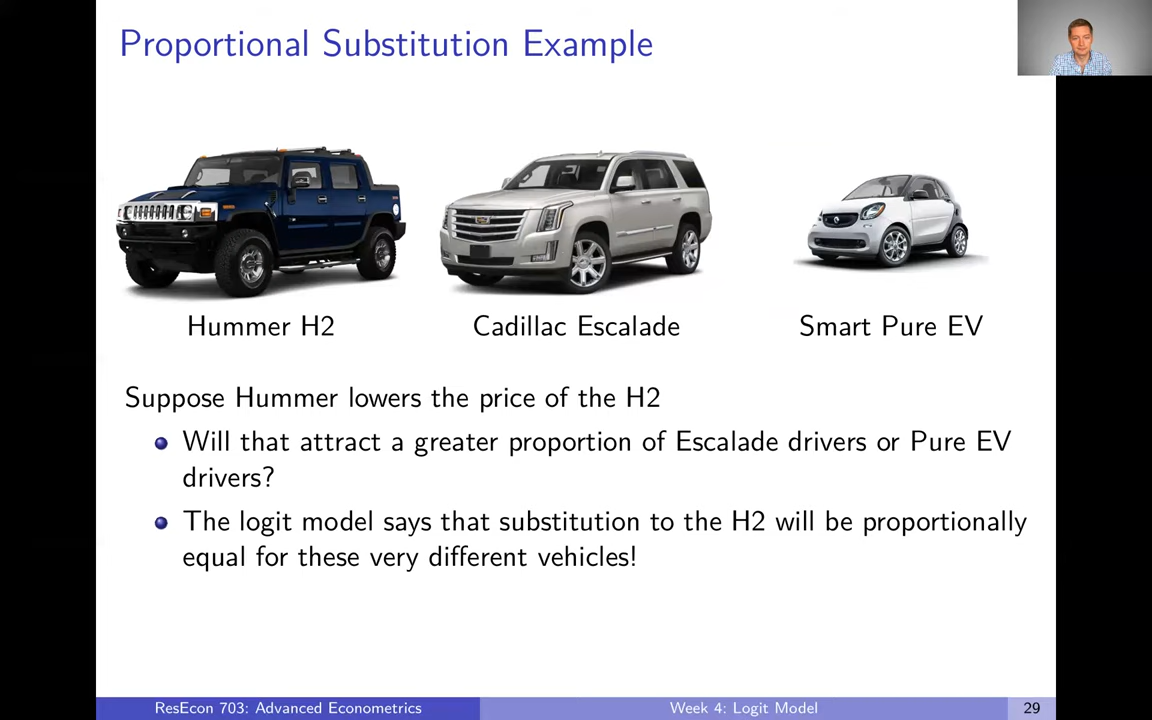 Proportional Substitution Example
Hummer H2
Cadillac Escalade
Smart Pure EV
Suppose Hummer lowers the price of the H2
Will that attract a greater proportion of Escalade drivers or Pure EV
drivers?
The logit model says that substitution to the H2 will be proportionally
equal for these very different vehicles!
ResEcon 703: Advanced Econometrics
Week 4: Logit Model
29